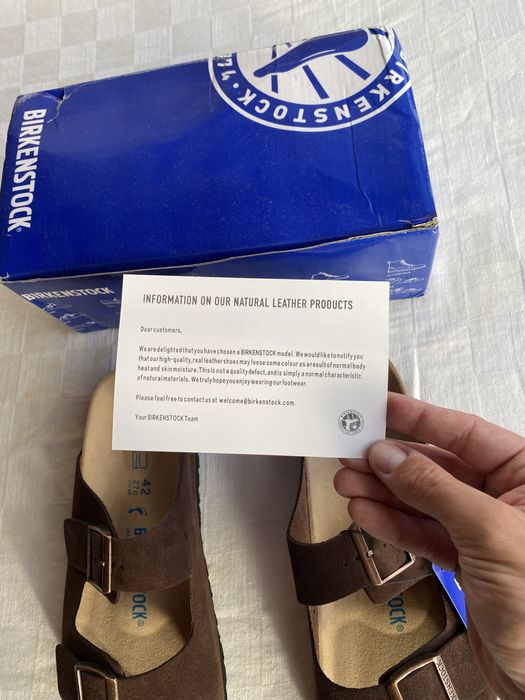 BIRKENSTOCK
BIRKENSTOCK
BIRKENSTOCK
INFORMATION ON OUR NATURAL LEATHER PRODUCTS
Dear customers,
We are delighted that you have chosen a BIRKENSTOCK model. We would like to notify you
that our high-quality, real leather shoes may lose some colour as a result of normal body
heat and skin moisture. This is not a quality defect, and is simply a normal characteristic
of natural materials. We truly hope you enjoy wearing our footwear.
Please feel free to contact us at welcome@birkenstock.com.
Your BIRKENSTOCK Team
42
270
B
OCK
STOCK